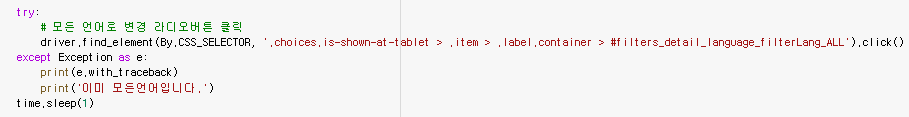 try:
# 모든 언어로 변경 라디오버튼 클릭
driver.find_element(By.CSS_SELECTOR, '.choices.is-shown-at-tablet > .item > .label.container > #filters_detail_language_filterLang_ALL').click()
except Exception as e:
print(e.with_traceback)
print('이미 모든언어입니다.')
time.sleep(1)